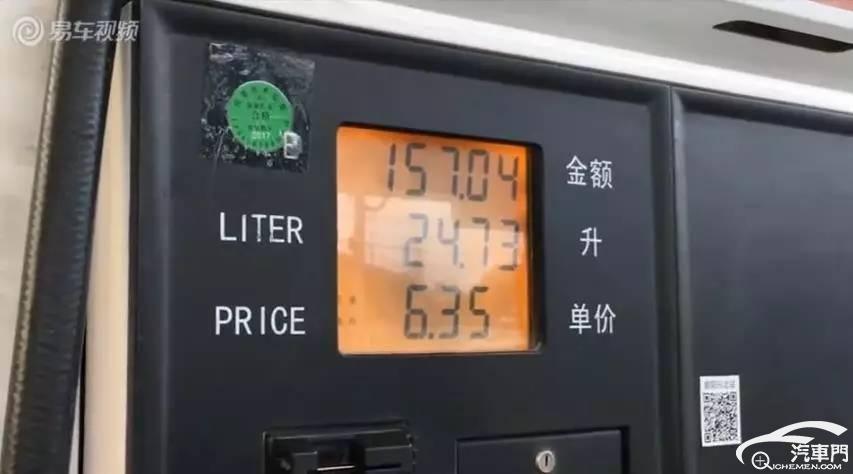 易车视频
合格
2017
157.04 金额
LITER 24.73 升
PRICE 6.35 单价
汽車門
QICHEMEN.COM